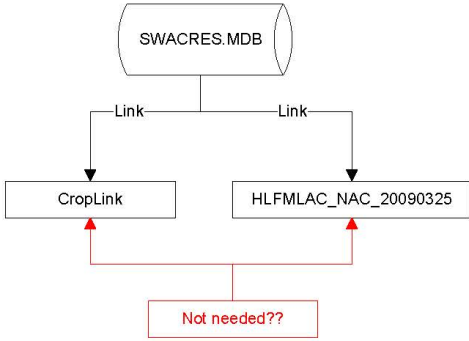 SWACRES.MDB
Link
Link
CropLink
HLFMLAC_NAC_20090325
Not needed??